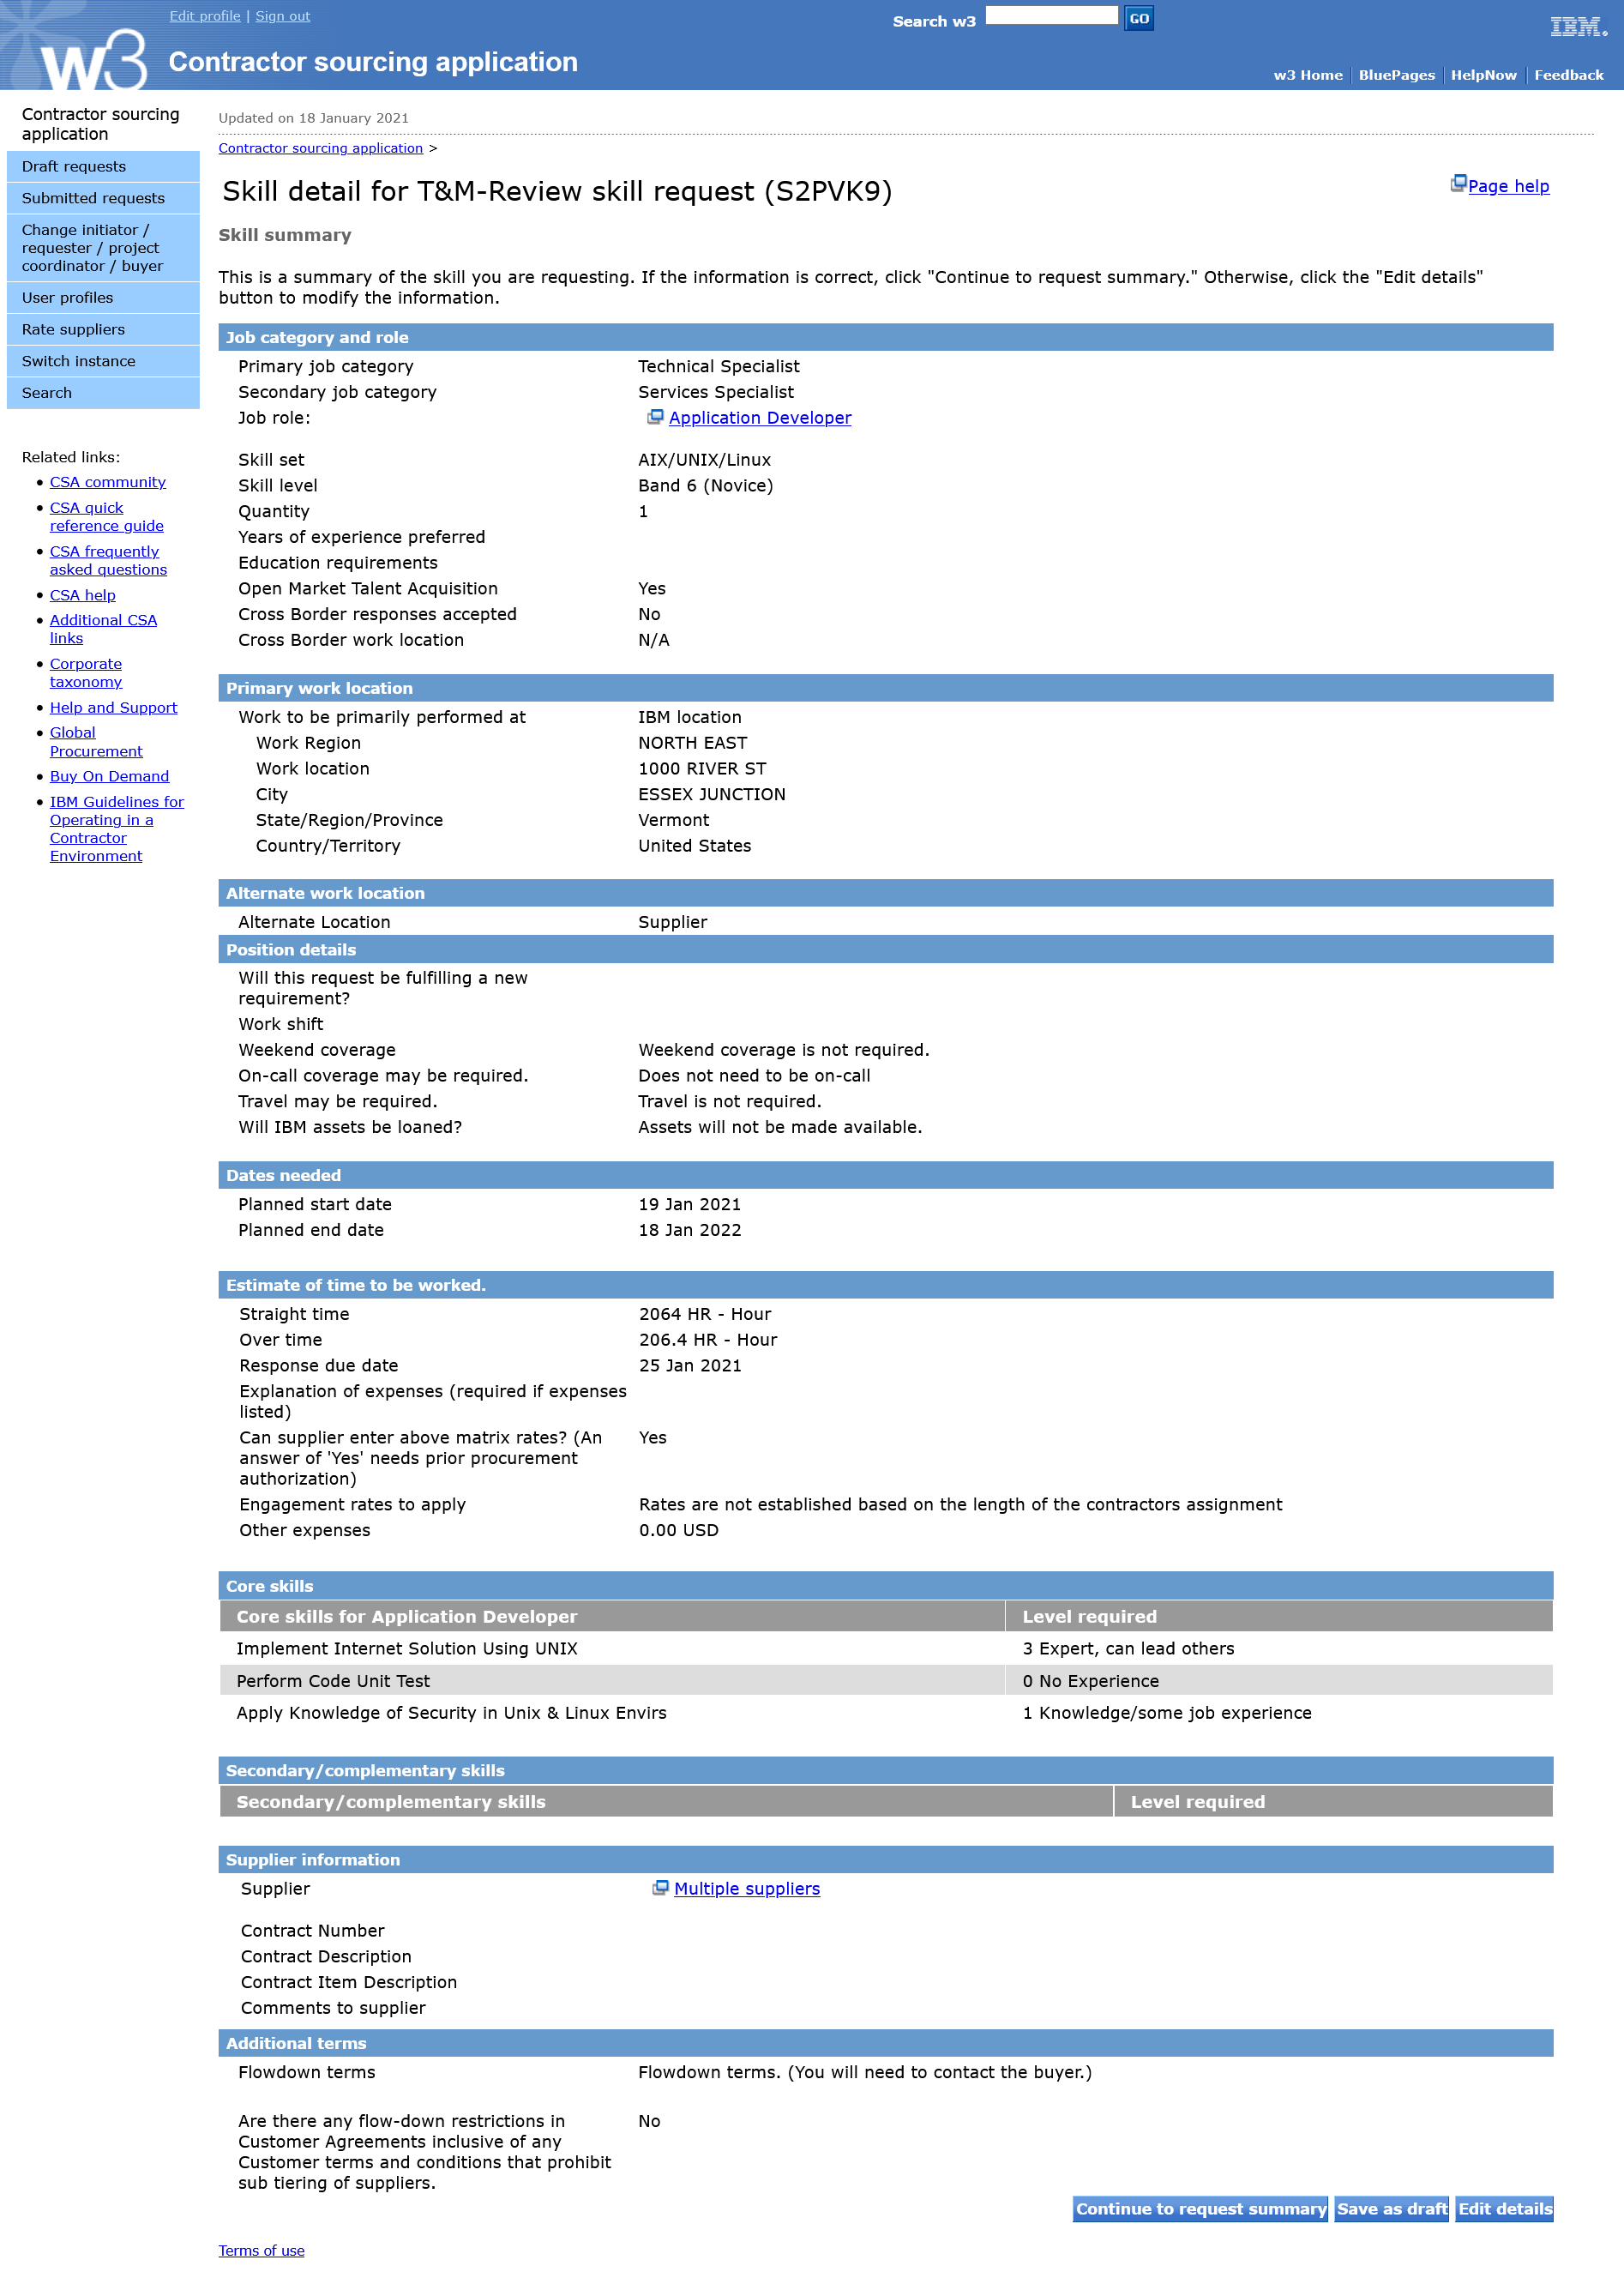 Edit profile | Sign out
Search w3 GO
IBM.
w3 Contractor sourcing application
w3 Home BluePages HelpNow Feedback
Contractor sourcing
application
Draft requests
Submitted requests
Change initiator /
requester / project
coordinator / buyer
User profiles
Rate suppliers
Switch instance
Search
Related links:
CSA community
CSA quick
reference guide
CSA frequently
asked questions
CSA help
Additional CSA
links
Corporate
taxonomy
Help and Support
Global
Procurement
Buy On Demand
IBM Guidelines for
Operating in a
Contractor
Environment
Updated on 18 January 2021
Contractor sourcing application >
Skill detail for T&M-Review skill request (S2PVK9)
Page help
Skill summary
This is a summary of the skill you are requesting. If the information is correct, click "Continue to request summary." Otherwise, click the "Edit details"
button to modify the information.
Job category and role
Primary job category Technical Specialist
Secondary job category Services Specialist
Job role: Application Developer
Skill set AIX/UNIX/Linux
Skill level Band 6 (Novice)
Quantity 1
Years of experience preferred
Education requirements
Open Market Talent Acquisition Yes
Cross Border responses accepted No
Cross Border work location N/A
Primary work location
Work to be primarily performed at IBM location
Work Region NORTH EAST
Work location 1000 RIVER ST
City ESSEX JUNCTION
State/Region/Province Vermont
Country/Territory United States
Alternate work location
Alternate Location Supplier
Position details
Will this request be fulfilling a new
requirement?
Work shift
Weekend coverage Weekend coverage is not required.
On-call coverage may be required. Does not need to be on-call
Travel may be required. Travel is not required.
Will IBM assets be loaned? Assets will not be made available.
Dates needed
Planned start date 19 Jan 2021
Planned end date 18 Jan 2022
Estimate of time to be worked.
Straight time 2064 HR - Hour
Over time 206.4 HR - Hour
Response due date 25 Jan 2021
Explanation of expenses (required if expenses
listed)
Can supplier enter above matrix rates? (An Yes
answer of 'Yes' needs prior procurement
authorization)
Engagement rates to apply Rates are not established based on the length of the contractors assignment
Other expenses 0.00 USD
Core skills
Core skills for Application Developer Level required
Implement Internet Solution Using UNIX 3 Expert, can lead others
Perform Code Unit Test 0 No Experience
Apply Knowledge of Security in Unix & Linux Envirs 1 Knowledge/some job experience
Secondary/complementary skills
Secondary/complementary skills Level required
Supplier information
Supplier Multiple suppliers
Contract Number
Contract Description
Contract Item Description
Comments to supplier
Additional terms
Flowdown terms Flowdown terms. (You will need to contact the buyer.)
Are there any flow-down restrictions in No
Customer Agreements inclusive of any
Customer terms and conditions that prohibit
sub tiering of suppliers.
Continue to request summary Save as draft Edit details
Terms of use